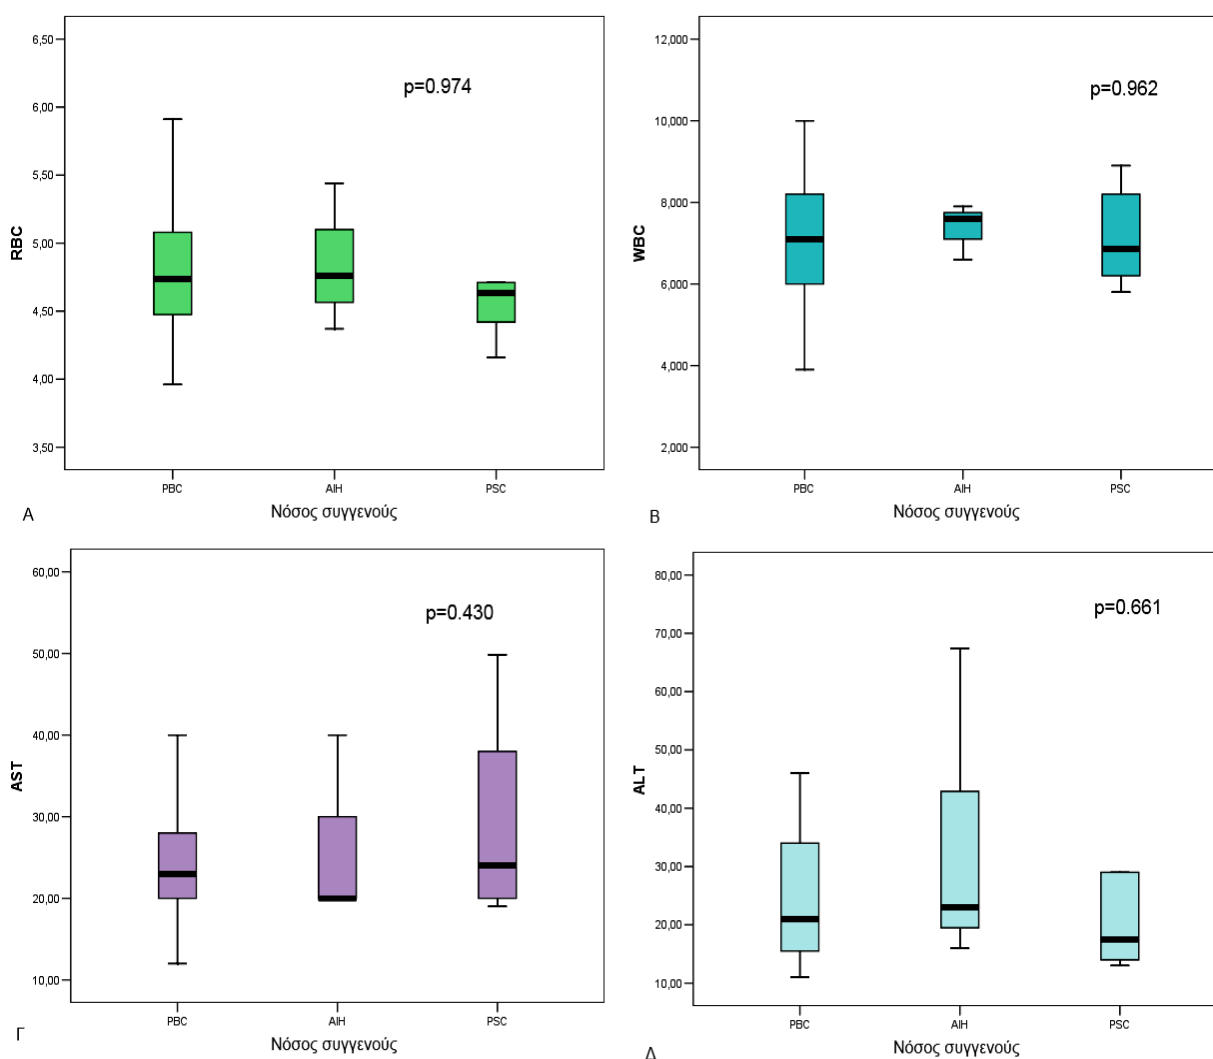 6,50
6,00
5,50
5,00
4,50
4,00
3,50
RBC
p=0.974
PBC AIH PSC
Νόσος συγγενούς
Α
12,000
10,000
8,000
6,000
4,000
2,000
WBC
p=0.962
PBC AIH PSC
Νόσος συγγενούς
Β
60,00
50,00
40,00
30,00
20,00
10,00
AST
p=0.430
PBC AIH PSC
Νόσος συγγενούς
Γ
80,00
70,00
60,00
50,00
40,00
30,00
20,00
10,00
ALT
p=0.661
PBC AIH PSC
Νόσος συγγενούς
Δ